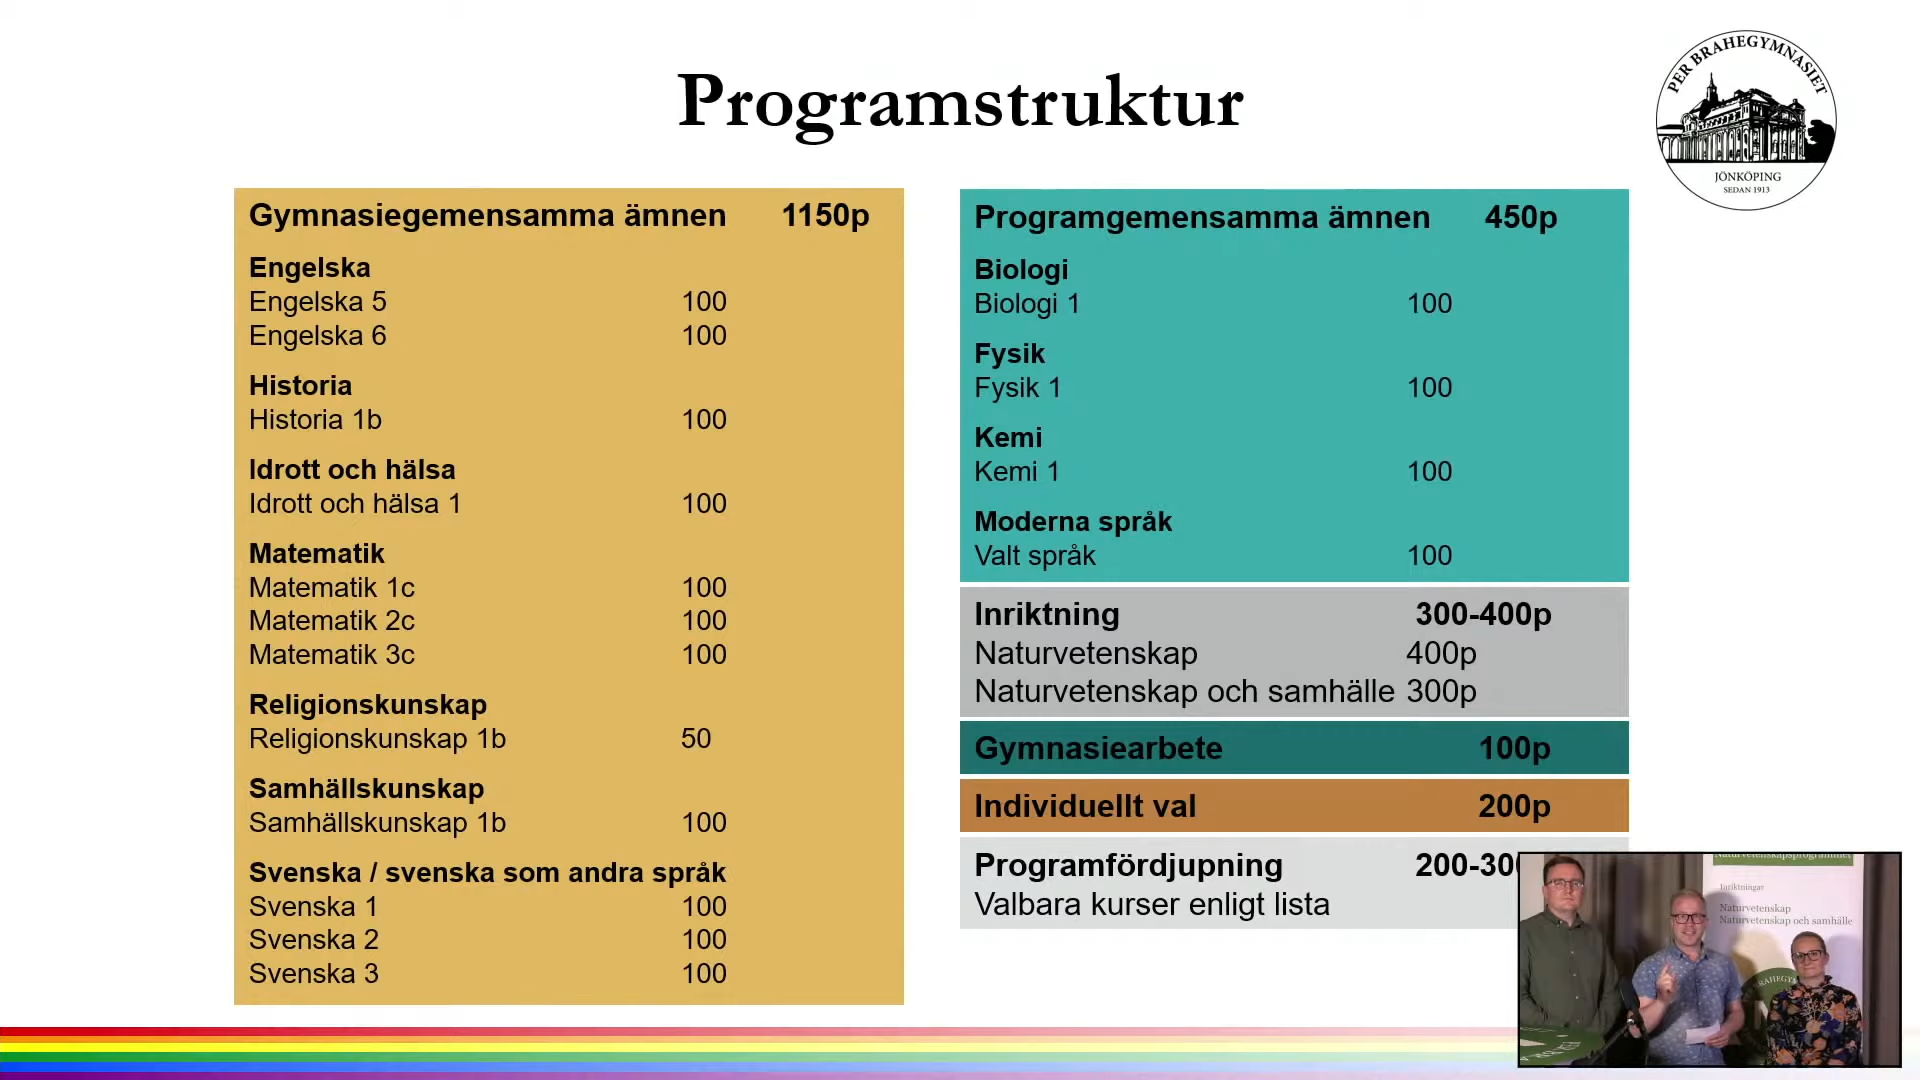 Programstruktur
PER BRAHEGYMNASIET
JÖNKÖPING
SEDAN 1913
Gymnasiegemensamma ämnen 1150p
Engelska
Engelska 5 100
Engelska 6 100
Historia
Historia 1b 100
Idrott och hälsa
Idrott och hälsa 1 100
Matematik
Matematik 1c 100
Matematik 2c 100
Matematik 3c 100
Religionskunskap
Religionskunskap 1b 50
Samhällskunskap
Samhällskunskap 1b 100
Svenska / svenska som andra språk
Svenska 1 100
Svenska 2 100
Svenska 3 100
Programgemensamma ämnen 450p
Biologi
Biologi 1 100
Fysik
Fysik 1 100
Kemi
Kemi 1 100
Moderna språk
Valt språk 100
Inriktning 300-400p
Naturvetenskap 400p
Naturvetenskap och samhälle 300p
Gymnasiearbete 100p
Individuellt val 200p
Programfördjupning 200-300
Valbara kurser enligt lista
Naturvetenskapsprogrammet
Inriktningar
Naturvetenskap
Naturvetenskap och samhälle